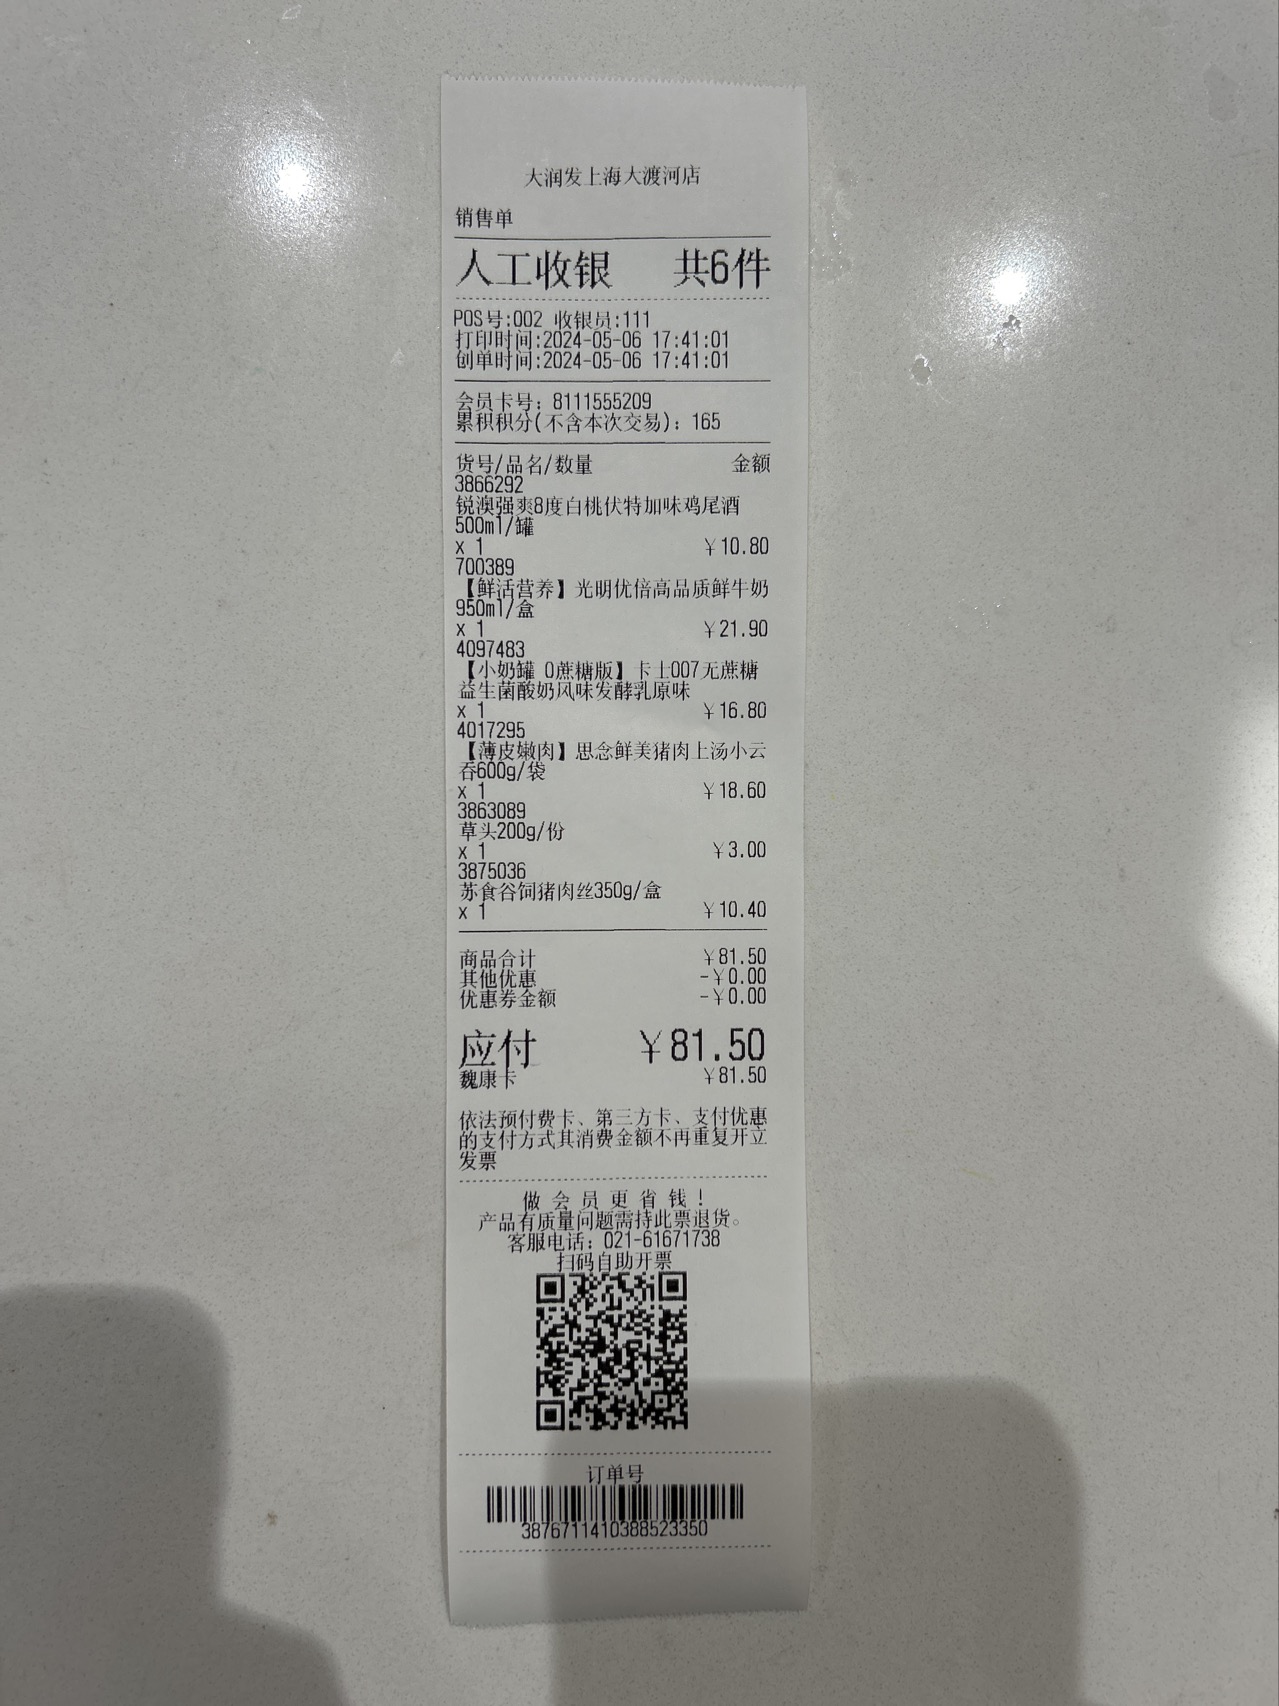 大润发上海大渡河店
销售单
人工收银 共6件
POS号:002 收银员:111
打印时间:2024-05-06 17:41:01
创单时间:2024-05-06 17:41:01
会员卡号: 8111555209
累积积分(不含本次交易): 165
货号/品名/数量 金额
3866292
锐澳强爽8度白桃伏特加味鸡尾酒
500ml/罐
x 1 ¥10.80
700389
【鲜活营养】光明优倍高品质鲜牛奶
950ml/盒
x 1 ¥21.90
4097483
【小奶罐 0蔗糖版】卡士007无蔗糖
益生菌酸奶风味发酵乳原味
x 1 ¥16.80
4017295
【薄皮嫩肉】思念鲜美猪肉上汤小云
吞600g/袋
x 1 ¥18.60
3863089
草头200g/份
x 1 ¥3.00
3875036
苏食谷饲猪肉丝350g/盒
x 1 ¥10.40
商品合计 ¥81.50
其他优惠 -¥0.00
优惠券金额 -¥0.00
应付 ¥81.50
魏康卡 ¥81.50
依法预付费卡、第三方卡、支付优惠
的支付方式其消费金额不再重复开立
发票
做会员更省钱!
产品有质量问题需持此票退货。
客服电话: 021-61671738
扫码自助开票
订单号
3876711410388523350